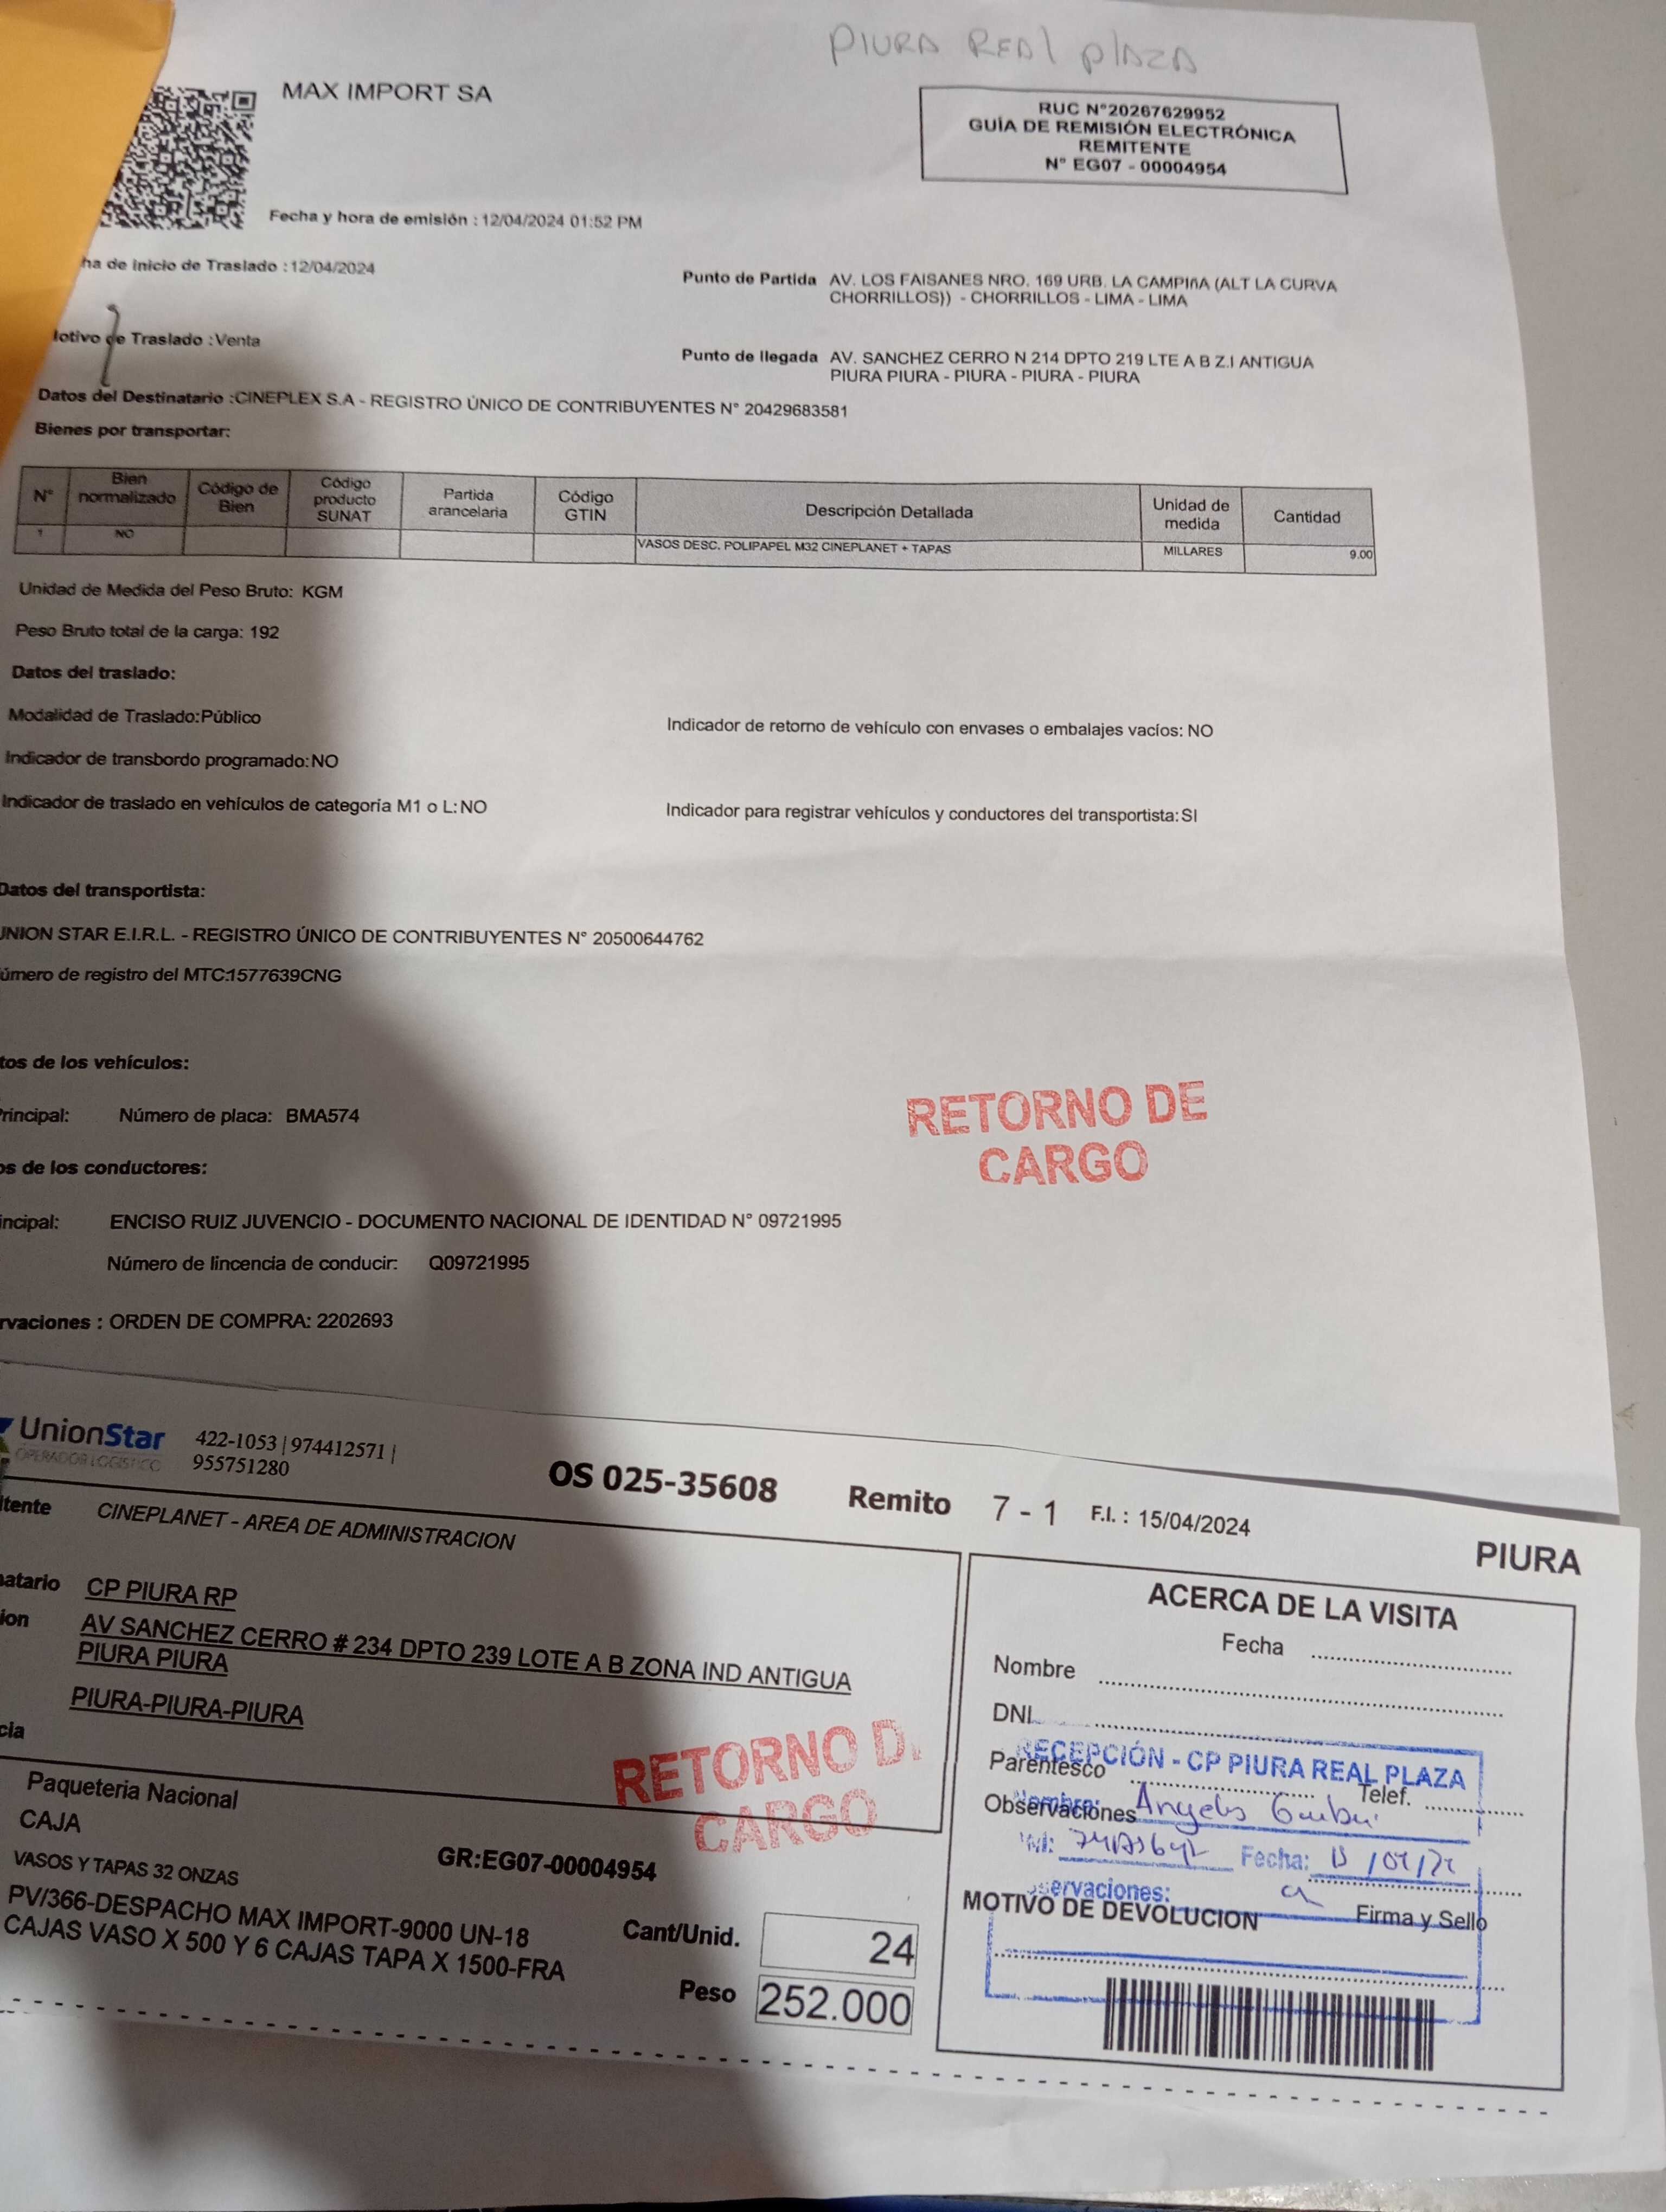 PIURA REAL PLAZA
MAX IMPORT SA
RUC N°20267629952
GUÍA DE REMISIÓN ELECTRÓNICA
REMITENTE
N° EG07 - 00004954
Fecha y hora de emisión : 12/04/2024 01:52 PM
ha de inicio de Traslado : 12/04/2024
Punto de Partida AV. LOS FAISANES NRO. 169 URB. LA CAMPIñA (ALT LA CURVA
CHORRILLOS)) - CHORRILLOS - LIMA - LIMA
lotivo de Traslado : Venta
Punto de llegada AV. SANCHEZ CERRO N 214 DPTO 219 LTE A B Z.I ANTIGUA
PIURA PIURA - PIURA - PIURA - PIURA
Datos del Destinatario :CINEPLEX S.A - REGISTRO ÚNICO DE CONTRIBUYENTES N° 20429683581
Bienes por transportar:
N° Bien normalizado Código de Bien Código producto SUNAT Partida arancelaria Código GTIN Descripción Detallada Unidad de medida Cantidad
1 NO VASOS DESC. POLIPAPEL M32 CINEPLANET + TAPAS MILLARES 9.00
Unidad de Medida del Peso Bruto: KGM
Peso Bruto total de la carga: 192
Datos del traslado:
Modalidad de Traslado:Público
Indicador de retorno de vehículo con envases o embalajes vacíos: NO
Indicador de transbordo programado:NO
Indicador de traslado en vehículos de categoría M1 o L:NO
Indicador para registrar vehículos y conductores del transportista:SI
Datos del transportista:
UNION STAR E.I.R.L. - REGISTRO ÚNICO DE CONTRIBUYENTES N° 20500644762
úmero de registro del MTC:1577639CNG
tos de los vehículos:
Principal: Número de placa: BMA574
RETORNO DE
CARGO
os de los conductores:
incipal: ENCISO RUIZ JUVENCIO - DOCUMENTO NACIONAL DE IDENTIDAD N° 09721995
Número de lincencia de conducir: Q09721995
rvaciones : ORDEN DE COMPRA: 2202693
UnionStar
OPERADOR LOGISTICO
422-1053 | 974412571 |
955751280
OS 025-35608 Remito 7 - 1 F.I. : 15/04/2024
PIURA
itente CINEPLANET - AREA DE ADMINISTRACION
natario CP PIURA RP
ion AV SANCHEZ CERRO # 234 DPTO 239 LOTE A B ZONA IND ANTIGUA
PIURA PIURA
PIURA-PIURA-PIURA
cia
RETORNO D
CARGO
Paqueteria Nacional
CAJA
VASOS Y TAPAS 32 ONZAS
GR:EG07-00004954
PV/366-DESPACHO MAX IMPORT-9000 UN-18
CAJAS VASO X 500 Y 6 CAJAS TAPA X 1500-FRA
Cant/Unid. 24
Peso 252.000
ACERCA DE LA VISITA
Fecha
Nombre
DNI
RECEPCIÓN - CP PIURA REAL PLAZA
Parentesco
Telef.
Nombre:
Observaciones
Fecha:
servaciones:
Firma y Sello
MOTIVO DE DEVOLUCION